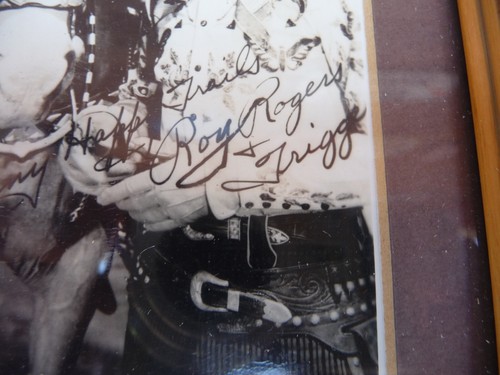 Happy Trails
Roy Rogers
+ Trigger